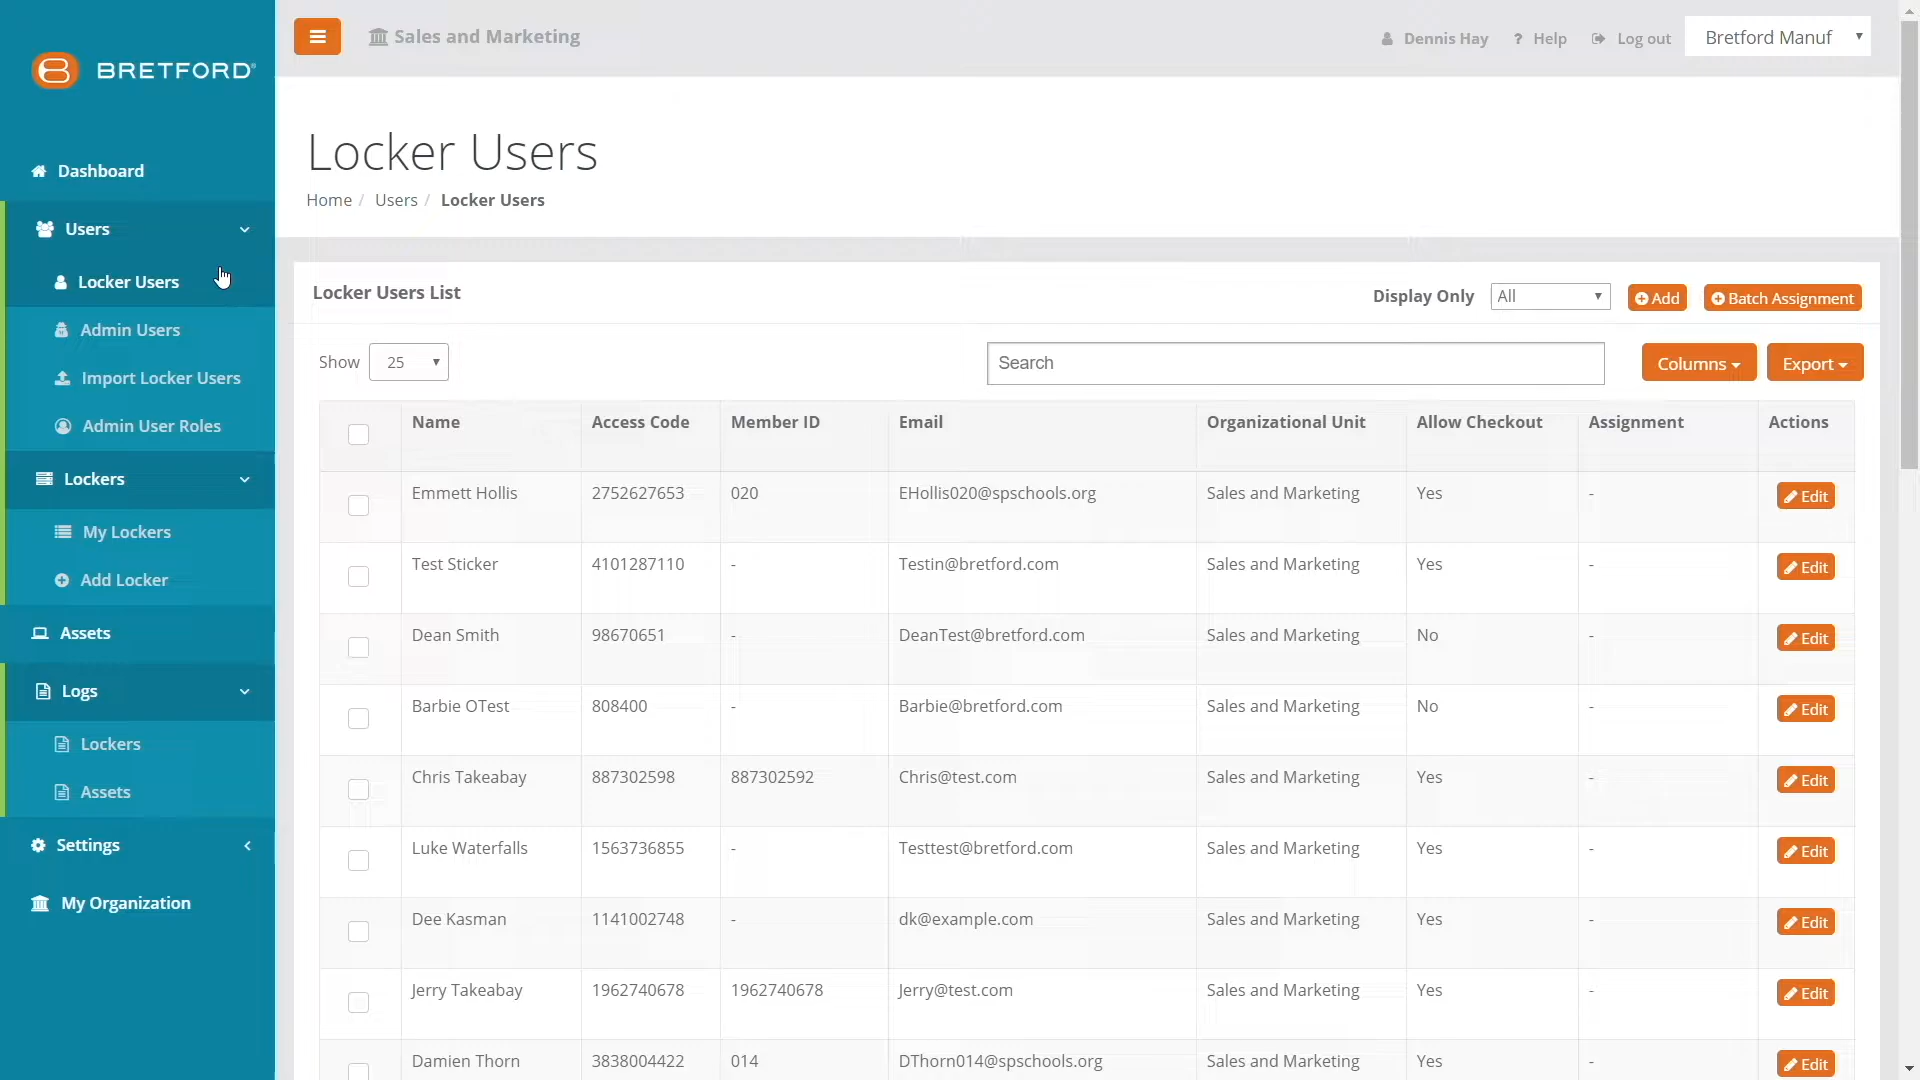 BRETFORD
Sales and Marketing
Dennis Hay
? Help
Log out
Bretford Manuf
Dashboard
Users
Locker Users
Admin Users
Import Locker Users
Admin User Roles
Lockers
My Lockers
Add Locker
Assets
Logs
Lockers
Assets
Settings
My Organization
Locker Users
Home / Users / Locker Users
Locker Users List
Display Only All
Add
Batch Assignment
Show 25
Search
Columns
Export
Name Access Code Member ID Email Organizational Unit Allow Checkout Assignment Actions
Emmett Hollis 2752627653 020 EHollis020@spschools.org Sales and Marketing Yes - Edit
Test Sticker 4101287110 - Testin@bretford.com Sales and Marketing Yes - Edit
Dean Smith 98670651 - DeanTest@bretford.com Sales and Marketing No - Edit
Barbie OTest 808400 - Barbie@bretford.com Sales and Marketing No - Edit
Chris Takeabay 887302598 887302592 Chris@test.com Sales and Marketing Yes - Edit
Luke Waterfalls 1563736855 - Testtest@bretford.com Sales and Marketing Yes - Edit
Dee Kasman 1141002748 - dk@example.com Sales and Marketing Yes - Edit
Jerry Takeabay 1962740678 1962740678 Jerry@test.com Sales and Marketing Yes - Edit
Damien Thorn 3838004422 014 DThorn014@spschools.org Sales and Marketing Yes - Edit